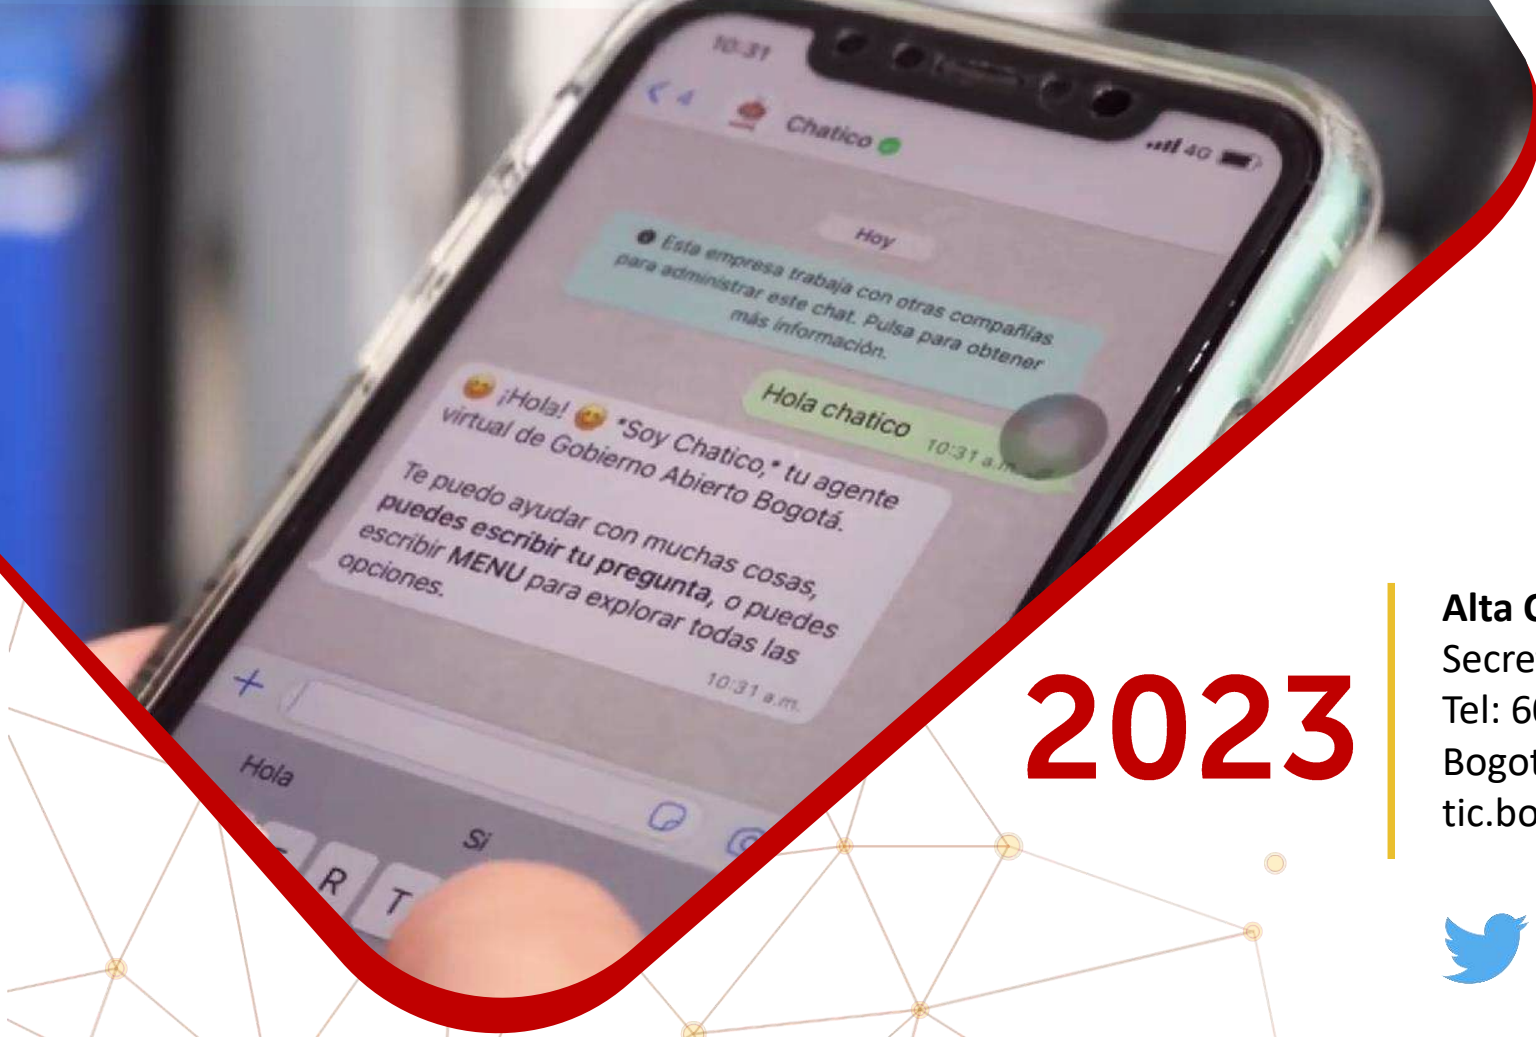 10:31
4
Chatico
4G
Hoy
Esta empresa trabaja con otras compañías
para administrar este chat. Pulsa para obtener
más información.
Hola chatico
10:31 a.m.
😊 ¡Hola! 😊 *Soy Chatico,* tu agente
virtual de Gobierno Abierto Bogotá.
Te puedo ayudar con muchas cosas,
puedes escribir tu pregunta, o puedes
escribir MENU para explorar todas las
opciones.
10:31 a.m.
Hola
Si
R T
2023
Alta
Secre
Tel: 6
Bogot
tic.bo